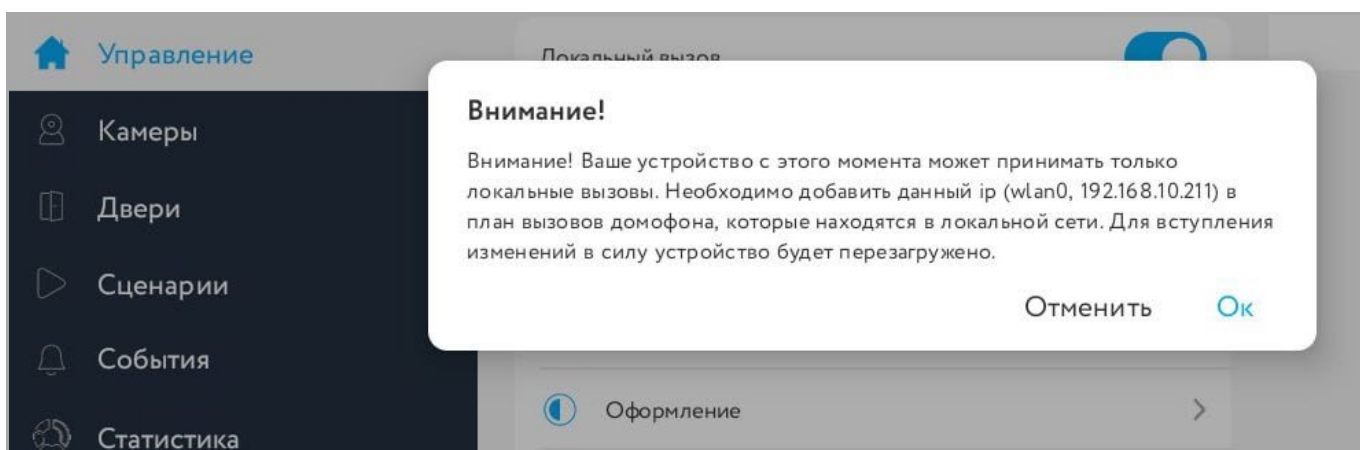 Управление
Локальный вызов
Внимание!
Внимание! Ваше устройство с этого момента может принимать только
локальные вызовы. Необходимо добавить данный ip (wlan0, 192.168.10.211) в
план вызовов домофона, которые находятся в локальной сети. Для вступления
изменений в силу устройство будет перезагружено.
Отменить Ок
Камеры
Двери
Сценарии
События
Статистика
Оформление